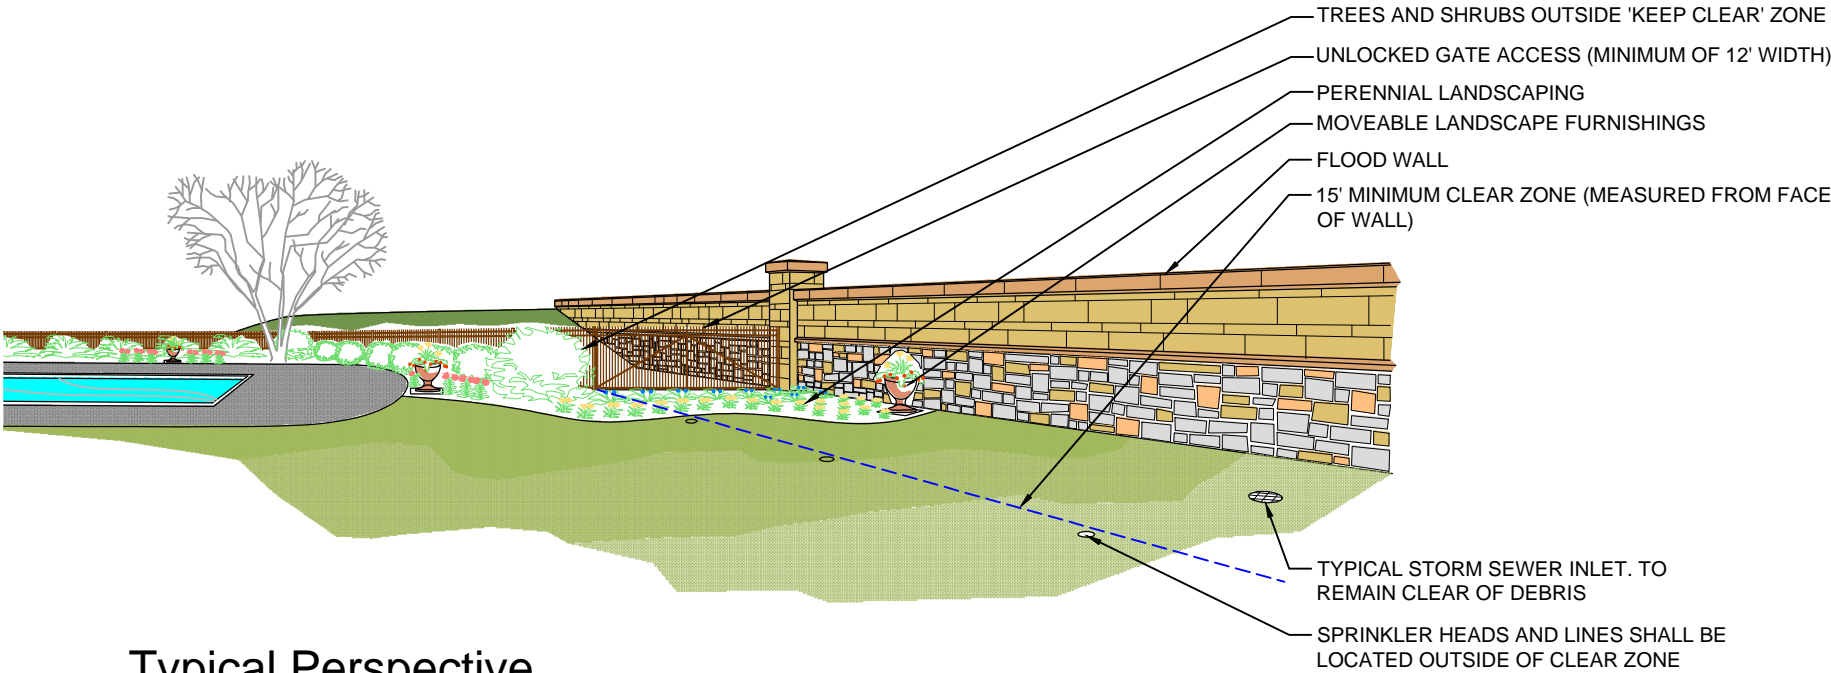 TREES AND SHRUBS OUTSIDE 'KEEP CLEAR' ZONE
UNLOCKED GATE ACCESS (MINIMUM OF 12' WIDTH)
PERENNIAL LANDSCAPING
MOVEABLE LANDSCAPE FURNISHINGS
FLOOD WALL
15' MINIMUM CLEAR ZONE (MEASURED FROM FACE
OF WALL)
TYPICAL STORM SEWER INLET. TO
REMAIN CLEAR OF DEBRIS
SPRINKLER HEADS AND LINES SHALL BE
LOCATED OUTSIDE OF CLEAR ZONE
Typical Perspective